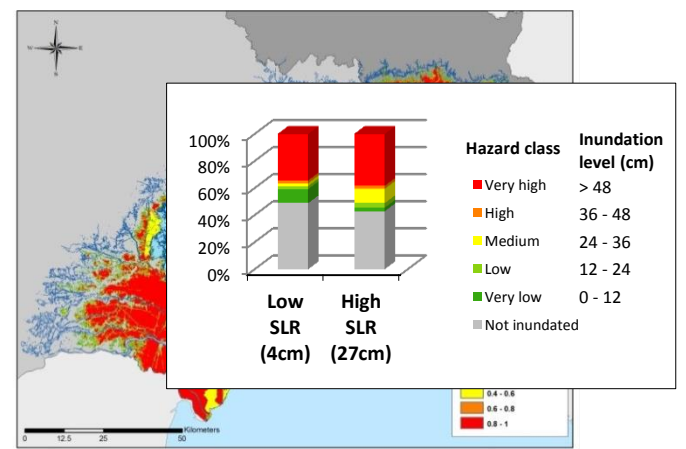 N
W
E
S
100%
80%
60%
40%
20%
0%
Low
SLR
(4cm)
High
SLR
(27cm)
Hazard class
Inundation
level (cm)
Very high
> 48
High
36 - 48
Medium
24 - 36
Low
12 - 24
Very low
0 - 12
Not inundated
0.4 - 0.6
0.6 - 0.8
0.8 - 1
Kilometers
0 12.5 25 50